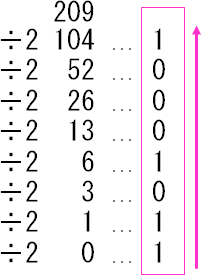 209
÷2 104 ... 1
÷2 52 ... 0
÷2 26 ... 0
÷2 13 ... 0
÷2 6 ... 1
÷2 3 ... 0
÷2 1 ... 1
÷2 0 ... 1